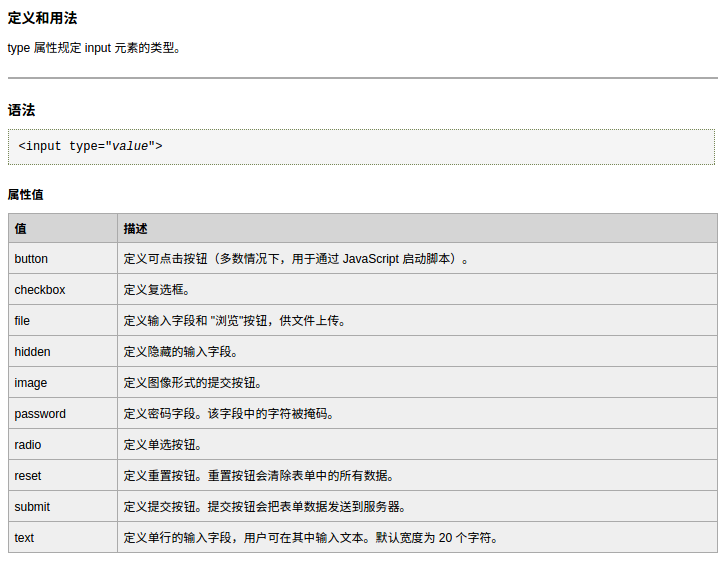 定义和用法
type 属性规定 input 元素的类型。
语法
<input type="value">
属性值
值 描述
button 定义可点击按钮（多数情况下，用于通过 JavaScript 启动脚本）。
checkbox 定义复选框。
file 定义输入字段和 "浏览"按钮，供文件上传。
hidden 定义隐藏的输入字段。
image 定义图像形式的提交按钮。
password 定义密码字段。该字段中的字符被掩码。
radio 定义单选按钮。
reset 定义重置按钮。重置按钮会清除表单中的所有数据。
submit 定义提交按钮。提交按钮会把表单数据发送到服务器。
text 定义单行的输入字段，用户可在其中输入文本。默认宽度为 20 个字符。